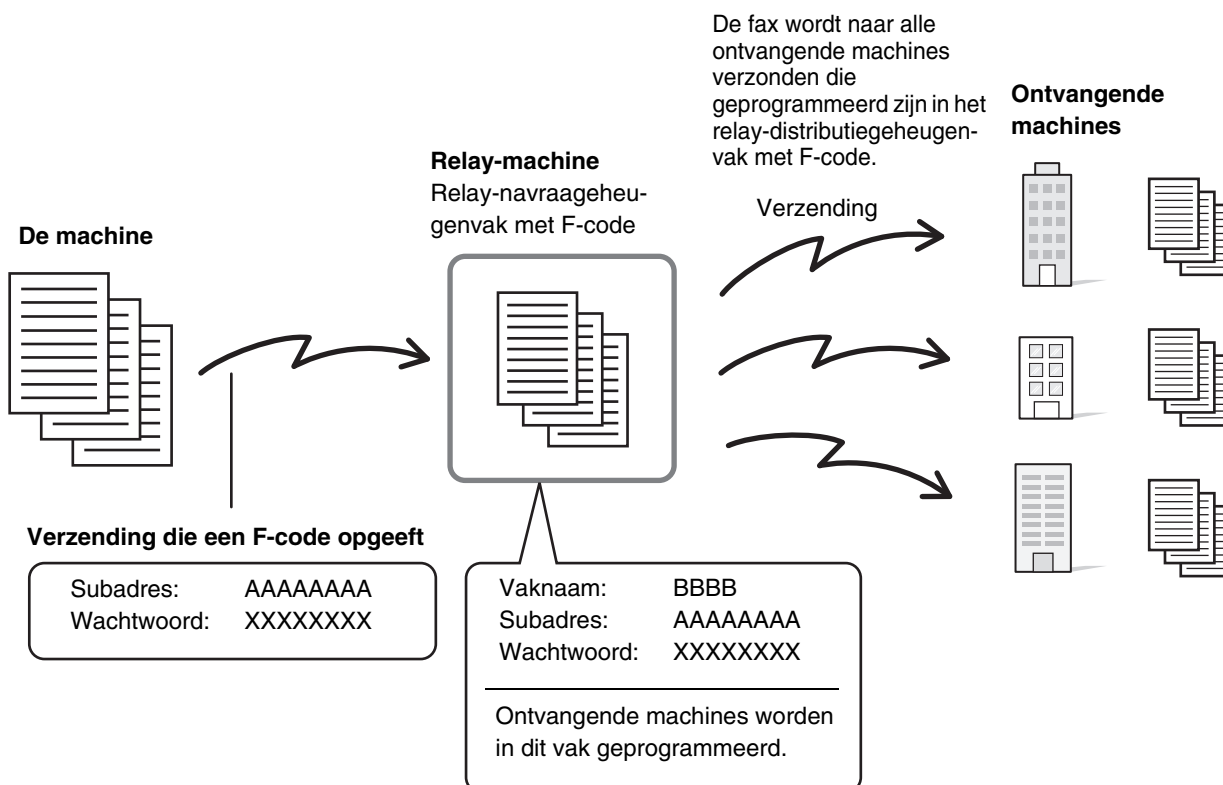 De fax wordt naar alle
ontvangende machines
verzonden die
geprogrammeerd zijn in het
relay-distributiegeheugen-
vak met F-code.
Ontvangende
machines
Relay-machine
Relay-navraageheu-
genvak met F-code
Verzending
De machine
Verzending die een F-code opgeeft
Subadres: AAAAAAAA
Wachtwoord: XXXXXXXX
Vaknaam: BBBB
Subadres: AAAAAAAA
Wachtwoord: XXXXXXXX
Ontvangende machines worden
in dit vak geprogrammeerd.